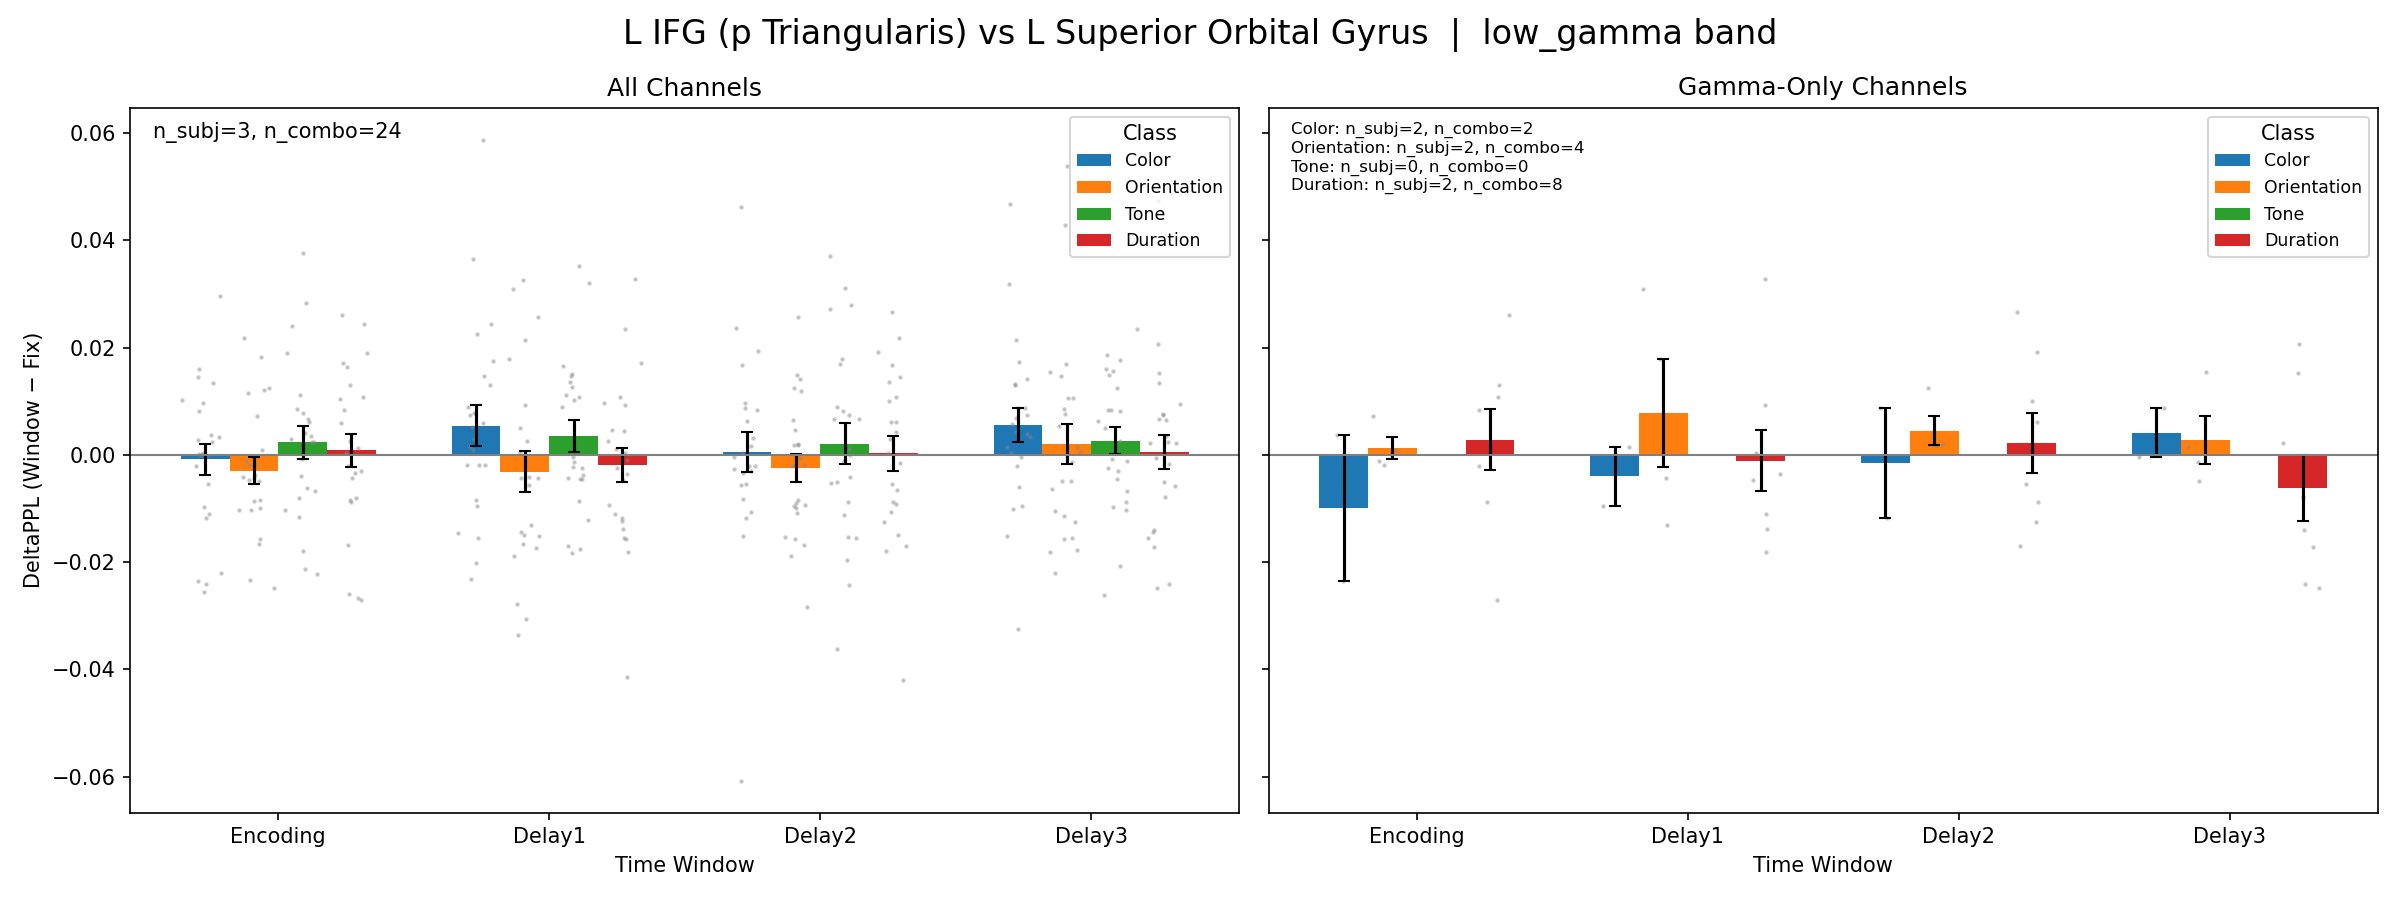 L IFG (p Triangularis) vs L Superior Orbital Gyrus | low_gamma band
All Channels
n_subj=3, n_combo=24
Class
Color
Orientation
Tone
Duration
0.06
0.04
0.02
0.00
−0.02
−0.04
−0.06
DeltaPPL (Window − Fix)
Encoding
Delay1
Delay2
Delay3
Time Window
Gamma-Only Channels
Color: n_subj=2, n_combo=2
Orientation: n_subj=2, n_combo=4
Tone: n_subj=0, n_combo=0
Duration: n_subj=2, n_combo=8
Class
Color
Orientation
Tone
Duration
Encoding
Delay1
Delay2
Delay3
Time Window